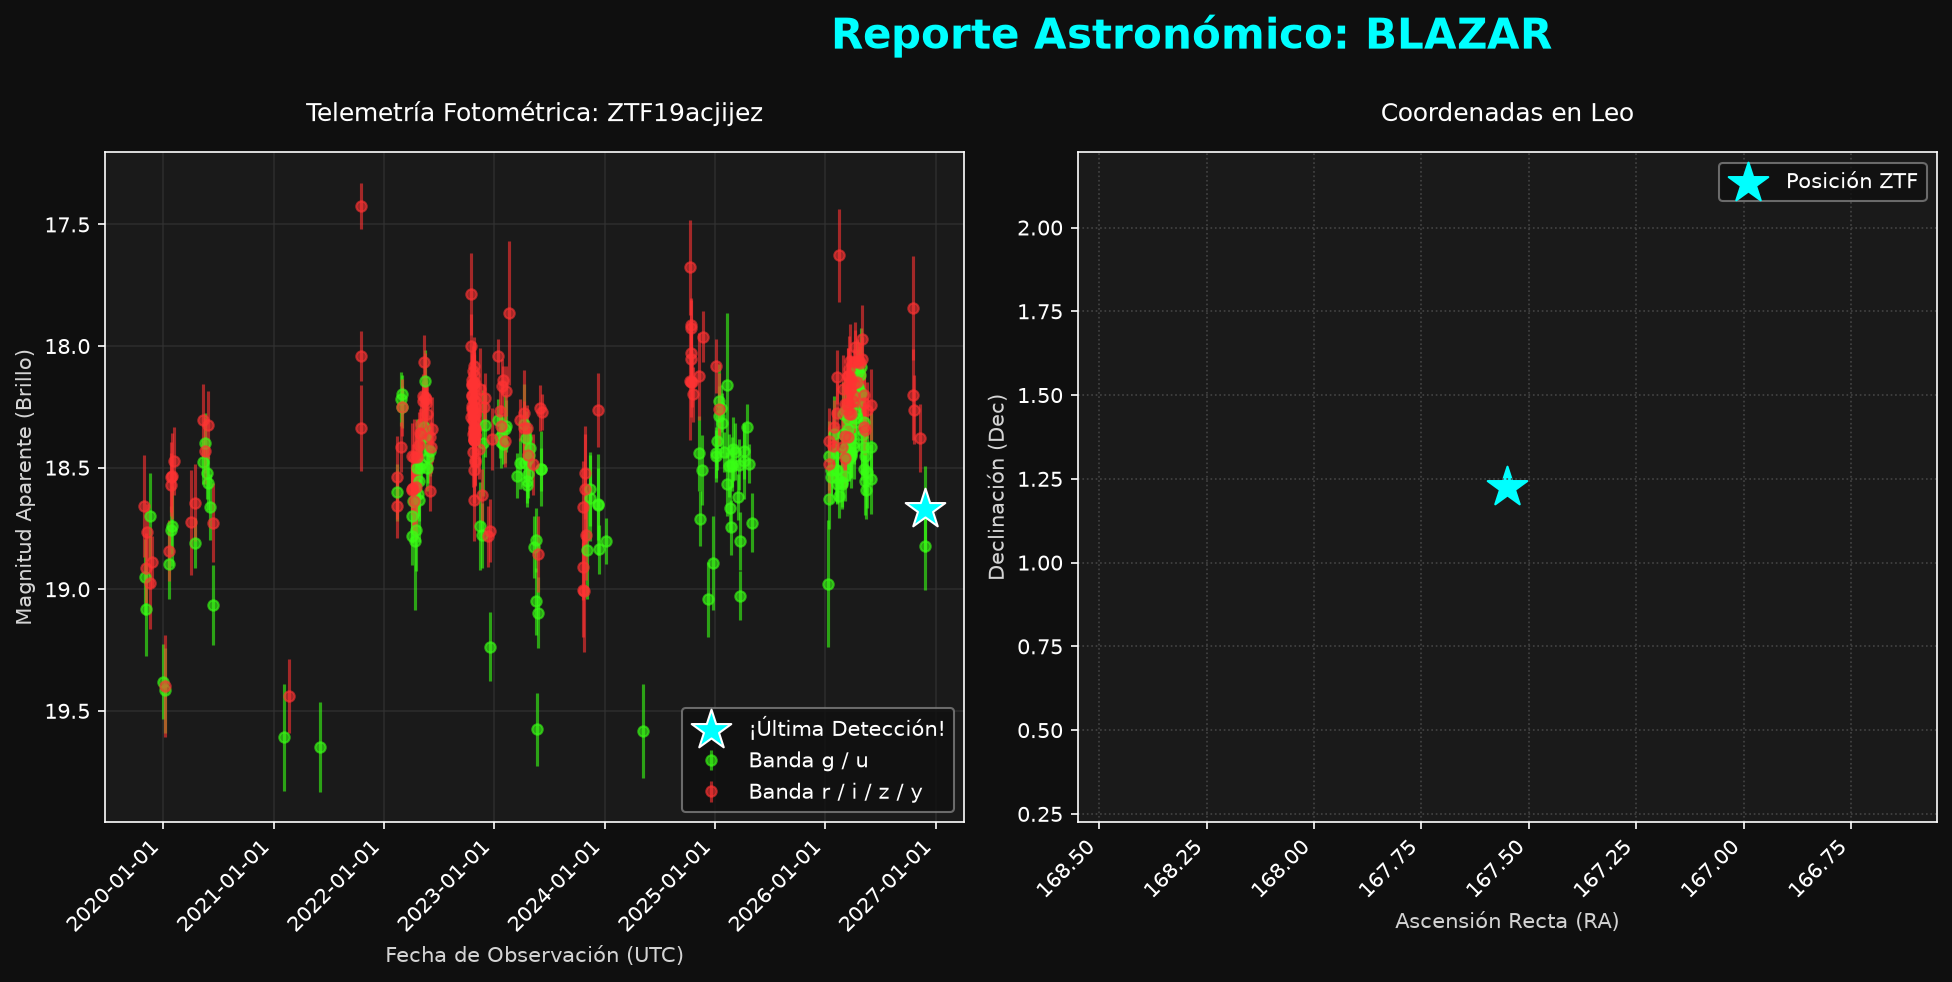 Reporte Astronómico: BLAZAR
Telemetría Fotométrica: ZTF19acjijez
Magnitud Aparente (Brillo)
17.5
18.0
18.5
19.0
19.5
¡Última Detección!
Banda g / u
Banda r / i / z / y
2020-01-01
2021-01-01
2022-01-01
2023-01-01
2024-01-01
2025-01-01
2026-01-01
2027-01-01
Fecha de Observación (UTC)
Coordenadas en Leo
Posición ZTF
Declinación (Dec)
2.00
1.75
1.50
1.25
1.00
0.75
0.50
0.25
168.50
168.25
168.00
167.75
167.50
167.25
167.00
166.75
Ascensión Recta (RA)